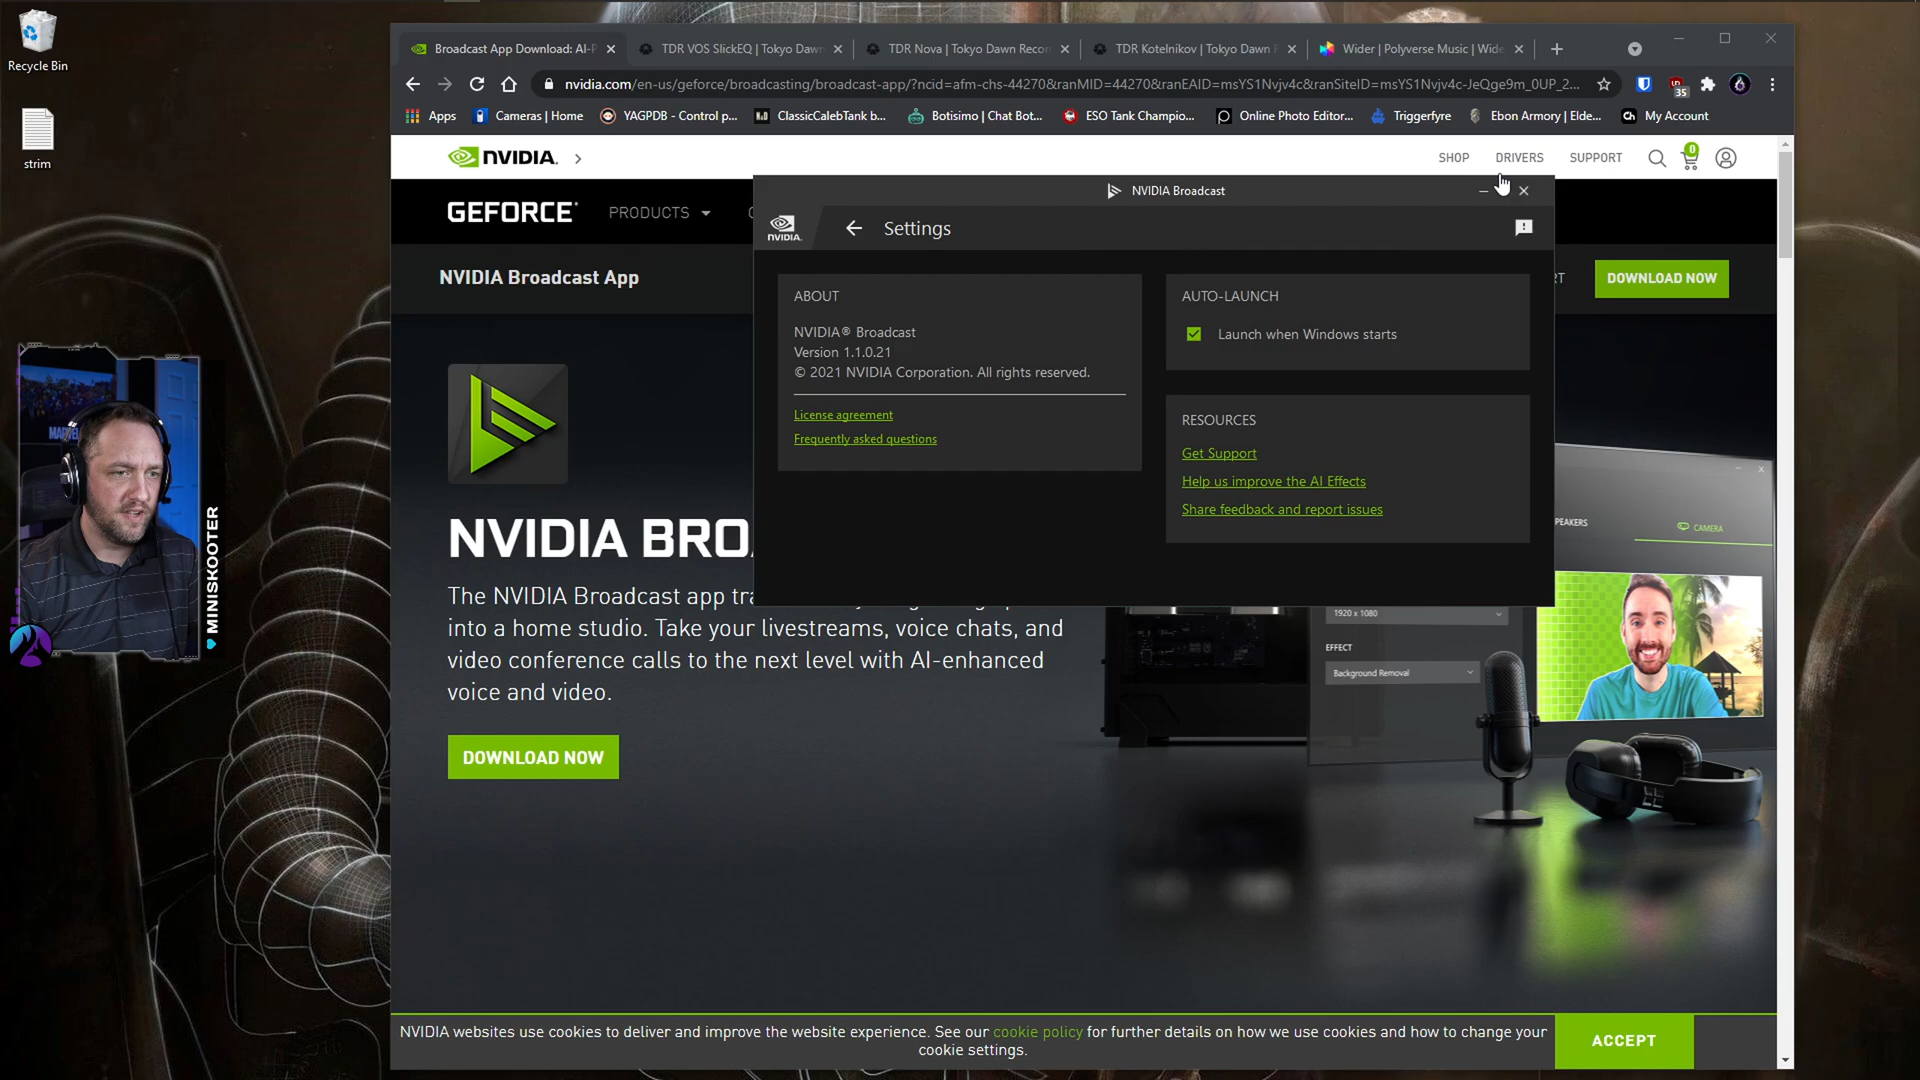 Recycle Bin
strim
Broadcast App Download: AI-P
TDR VOS SlickEQ | Tokyo Dawn
TDR Nova | Tokyo Dawn Recor
TDR Kotelnikov | Tokyo Dawn R
Wider | Polyverse Music | Wide
nvidia.com/en-us/geforce/broadcasting/broadcast-app/?ncid=afm-chs-44270&ranMID=44270&ranEAID=msYS1Nvjv4c&ranSiteID=msYS1Nvjv4c-JeQge9m_0UP_2...
35
Apps
Cameras | Home
YAGPDB - Control p...
ClassicCalebTank b...
Botisimo | Chat Bot...
ESO Tank Champio...
Online Photo Editor...
Triggerfyre
Ebon Armory | Elde...
Ch My Account
NVIDIA.
SHOP
DRIVERS
SUPPORT
0
GEFORCE
PRODUCTS
NVIDIA Broadcast App
RT
DOWNLOAD NOW
NVIDIA Broadcast
NVIDIA.
Settings
ABOUT
NVIDIA® Broadcast
Version 1.1.0.21
© 2021 NVIDIA Corporation. All rights reserved.
License agreement
Frequently asked questions
AUTO-LAUNCH
Launch when Windows starts
RESOURCES
Get Support
Help us improve the AI Effects
Share feedback and report issues
MINISKOOTER
NVIDIA BRO
The NVIDIA Broadcast app tra
into a home studio. Take your livestreams, voice chats, and
video conference calls to the next level with AI-enhanced
voice and video.
DOWNLOAD NOW
PEAKERS
CAMERA
1920 x 1080
EFFECT
Background Removal
NVIDIA websites use cookies to deliver and improve the website experience. See our cookie policy for further details on how we use cookies and how to change your
cookie settings.
ACCEPT